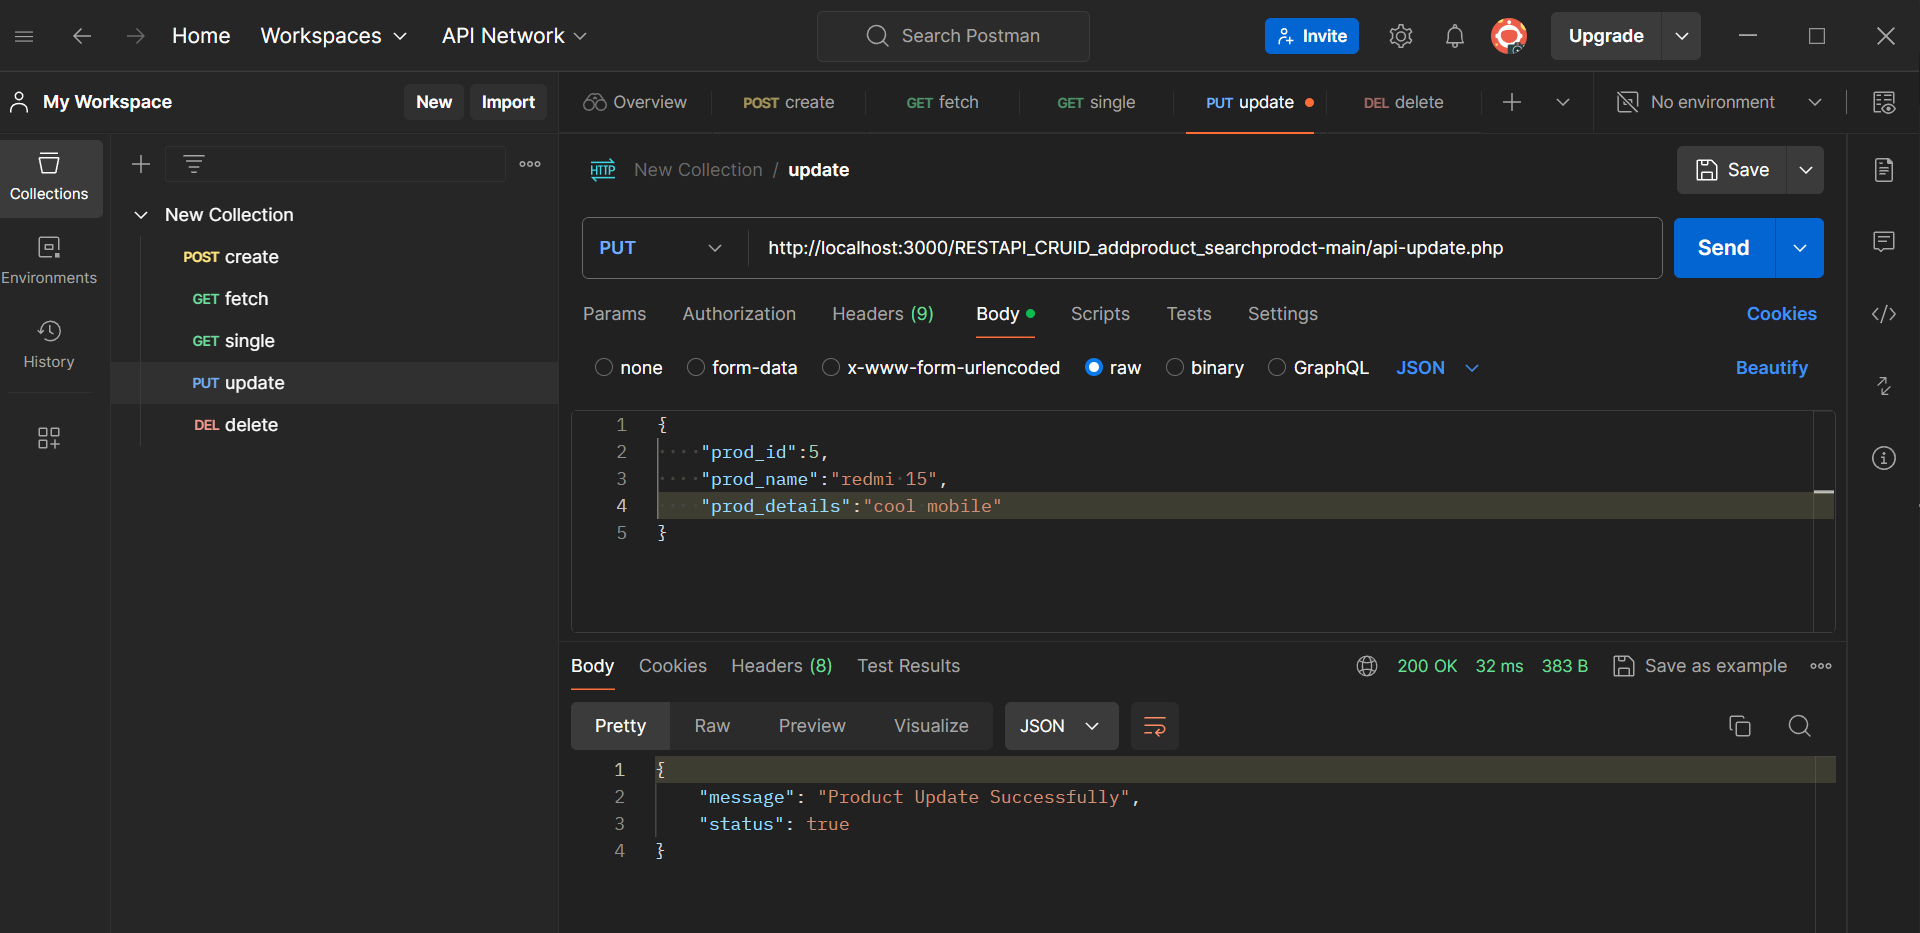 Home Workspaces API Network Search Postman Invite Upgrade
My Workspace New Import Overview POST create GET fetch GET single PUT update DEL delete No environment
Collections
Environments
History
New Collection
POST create
GET fetch
GET single
PUT update
DEL delete
HTTP New Collection / update Save
PUT http://localhost:3000/RESTAPI_CRUID_addproduct_searchprodct-main/api-update.php Send
Params Authorization Headers (9) Body Scripts Tests Settings Cookies
none form-data x-www-form-urlencoded raw binary GraphQL JSON Beautify
1 {
2 "prod_id":5,
3 "prod_name":"redmi 15",
4 "prod_details":"cool mobile"
5 }
Body Cookies Headers (8) Test Results 200 OK 32 ms 383 B Save as example
Pretty Raw Preview Visualize JSON
1 {
2 "message": "Product Update Successfully",
3 "status": true
4 }